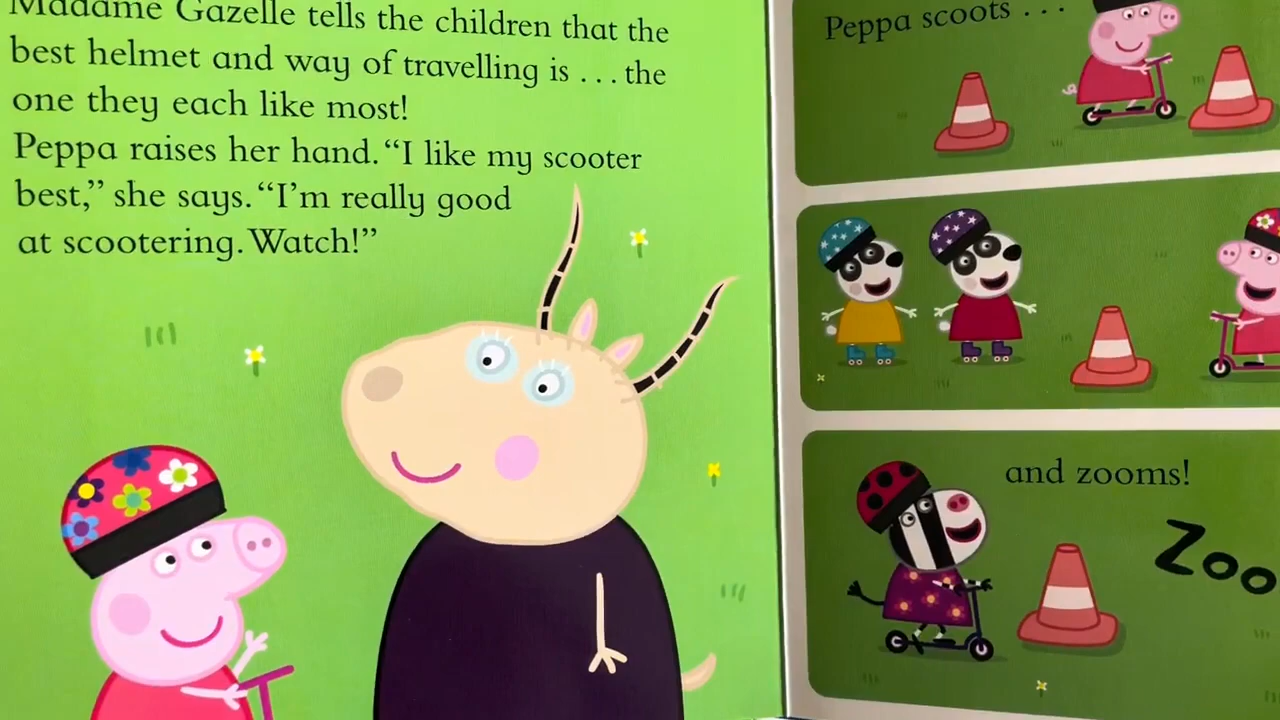 Madame Gazelle tells the children that the
best helmet and way of travelling is . . . the
one they each like most!
Peppa raises her hand. “I like my scooter
best,” she says. “I’m really good
at scootering. Watch!”
Peppa scoots . . .
and zooms!
Zoo